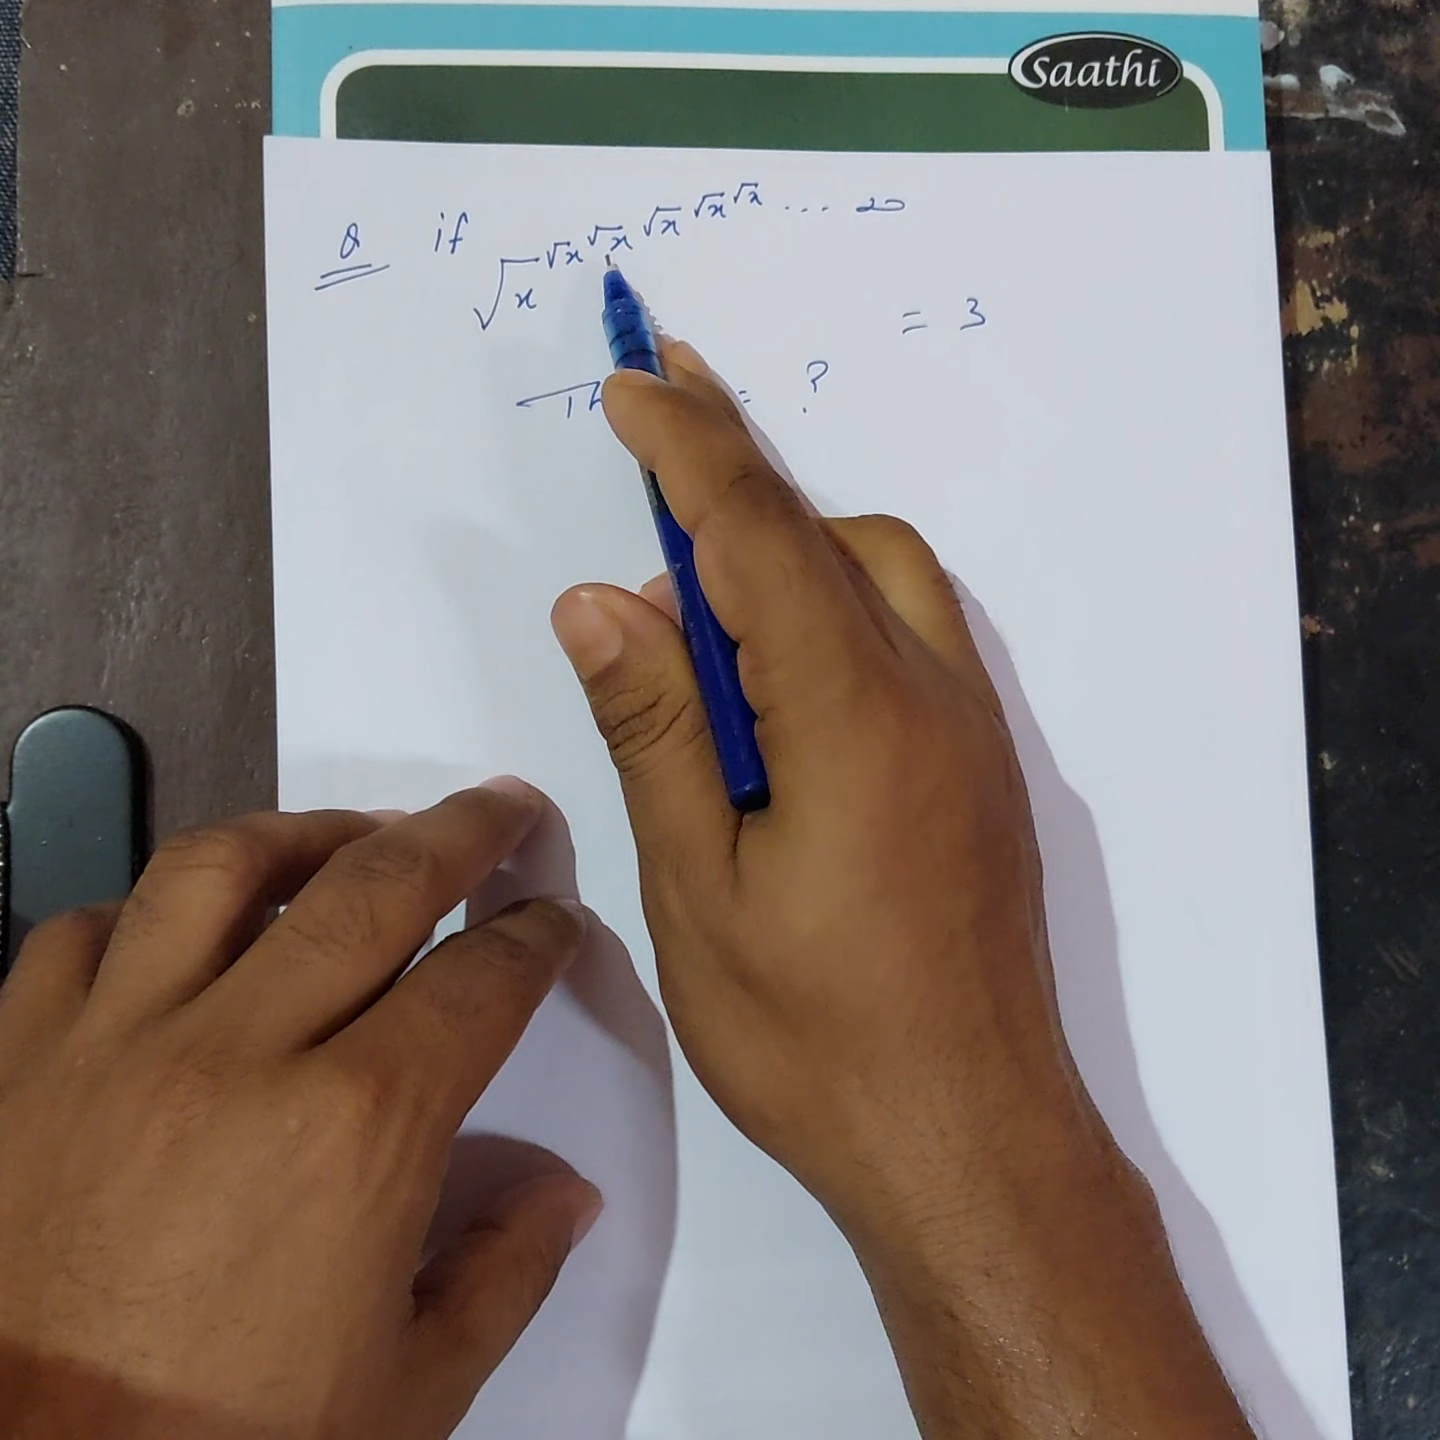 Saathi
Q if √x^√x^√x^√x^√x^√x ... ∞ = 3
= ?